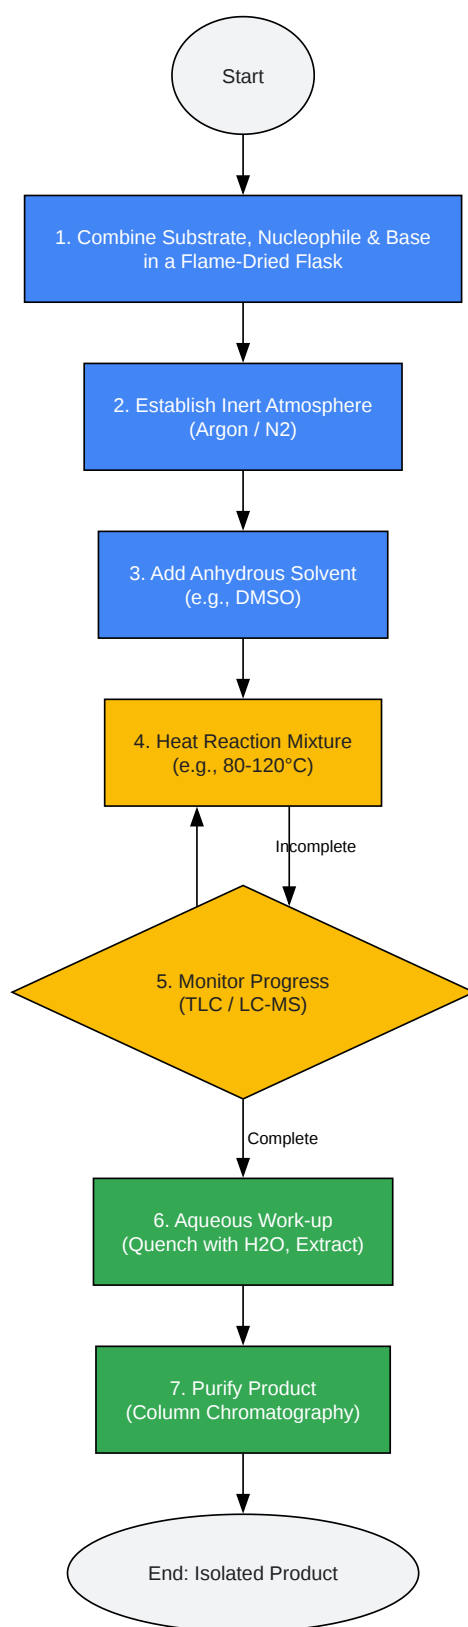 Start
1. Combine Substrate, Nucleophile & Base
in a Flame-Dried Flask
2. Establish Inert Atmosphere
(Argon / N2)
3. Add Anhydrous Solvent
(e.g., DMSO)
4. Heat Reaction Mixture
(e.g., 80-120°C)
Incomplete
5. Monitor Progress
(TLC / LC-MS)
Complete
6. Aqueous Work-up
(Quench with H2O, Extract)
7. Purify Product
(Column Chromatography)
End: Isolated Product